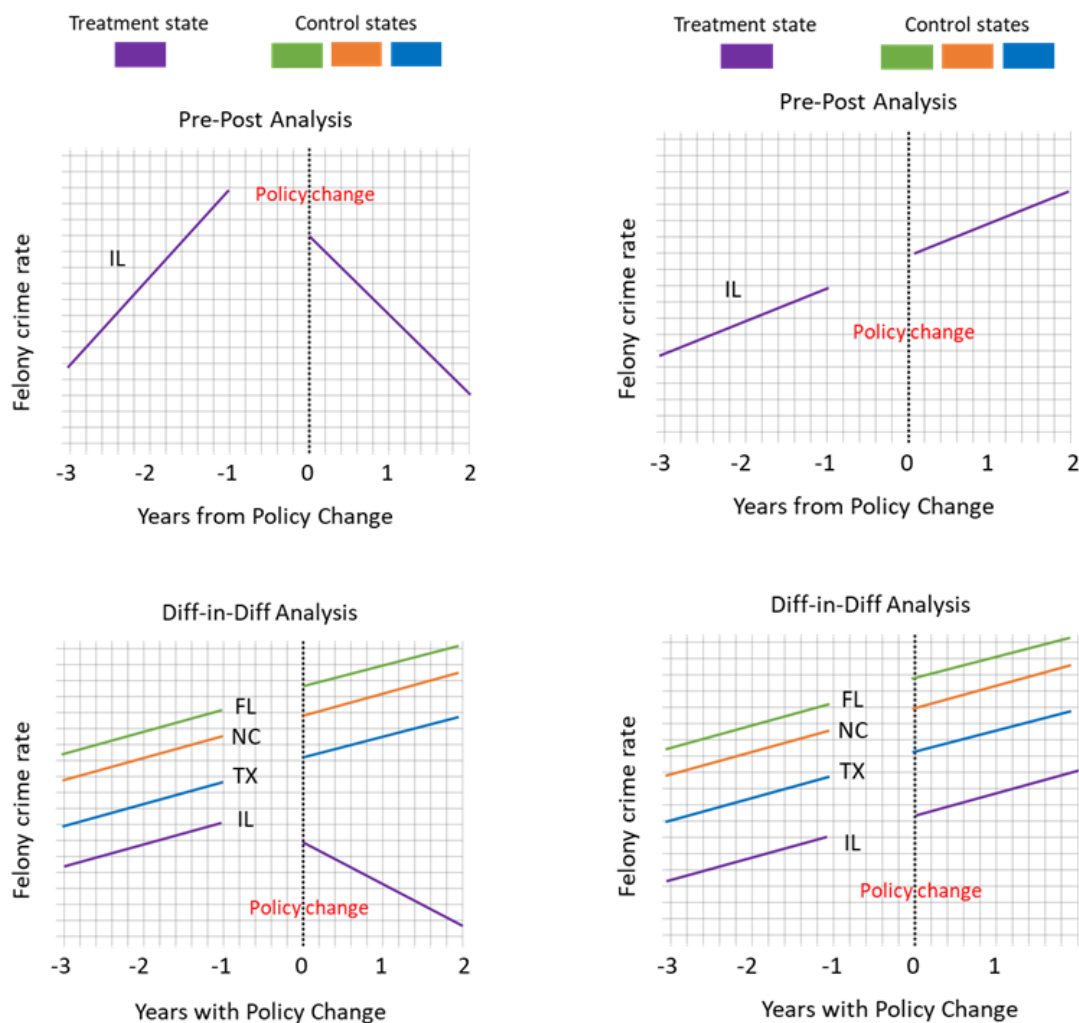 Treatment state Control states
Pre-Post Analysis
Policy change
IL
Felony crime rate
-3 -2 -1 0 1 2
Years from Policy Change
Treatment state Control states
Pre-Post Analysis
IL
Policy change
Felony crime rate
-3 -2 -1 0 1 2
Years from Policy Change
Diff-in-Diff Analysis
FL
NC
TX
IL
Policy change
Felony crime rate
-3 -2 -1 0 1 2
Years with Policy Change
Diff-in-Diff Analysis
FL
NC
TX
IL
Policy change
Felony crime rate
-3 -2 -1 0 1
Years with Policy Change